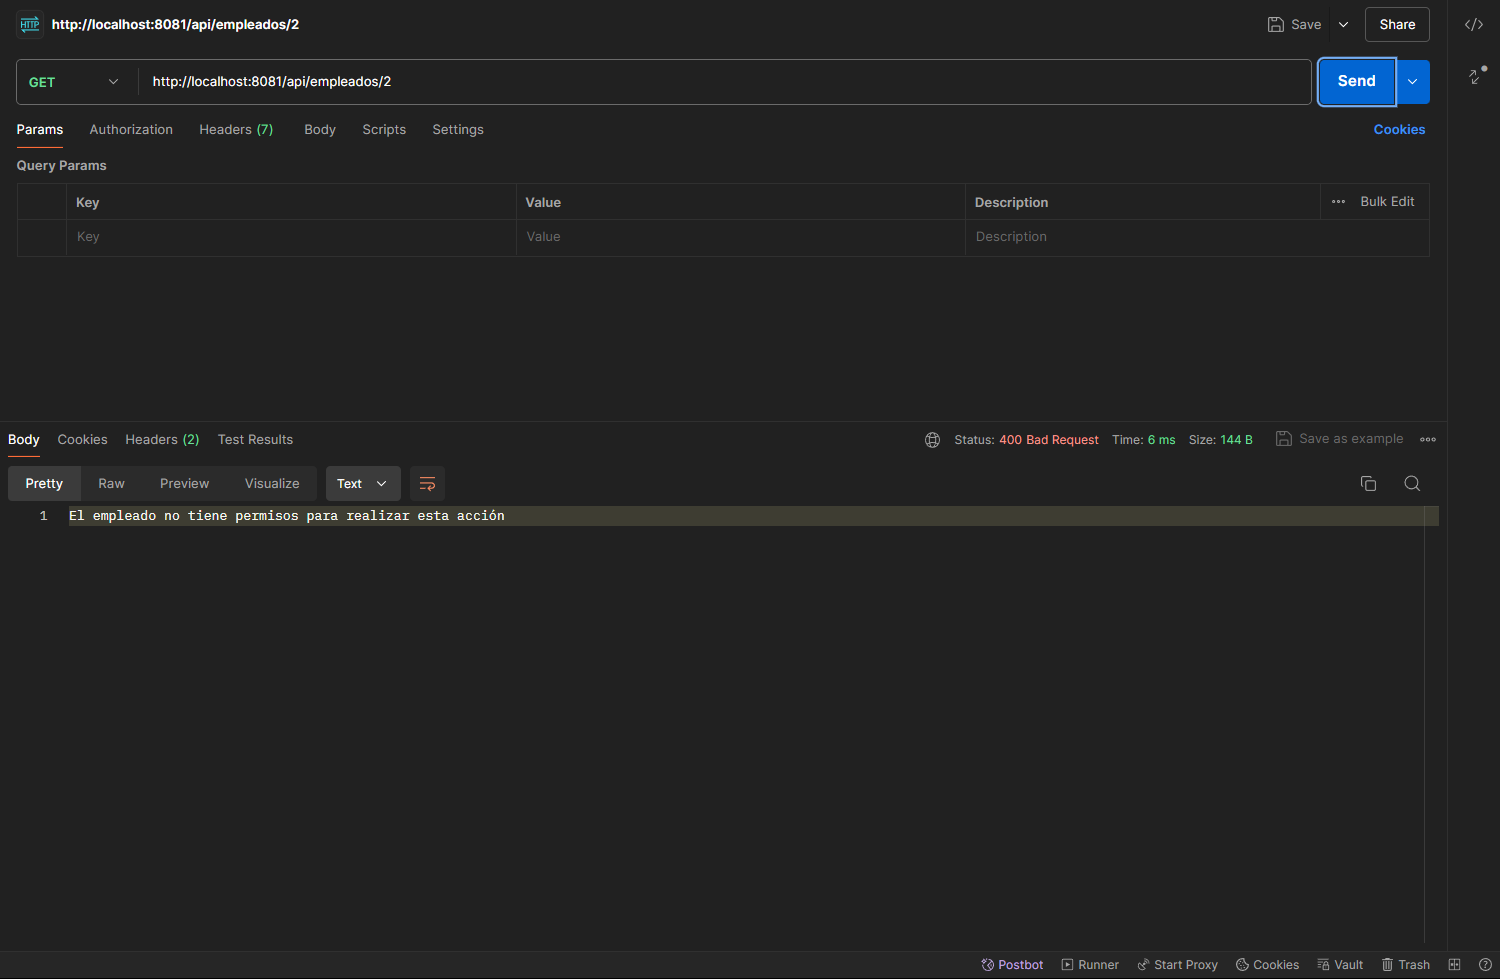 HTTP http://localhost:8081/api/empleados/2 Save Share
GET http://localhost:8081/api/empleados/2 Send
Params Authorization Headers (7) Body Scripts Settings Cookies
Query Params
Key Value Description Bulk Edit
Key Value Description
Body Cookies Headers (2) Test Results Status: 400 Bad Request Time: 6 ms Size: 144 B Save as example
Pretty Raw Preview Visualize Text
1 El empleado no tiene permisos para realizar esta acción
Postbot Runner Start Proxy Cookies Vault Trash